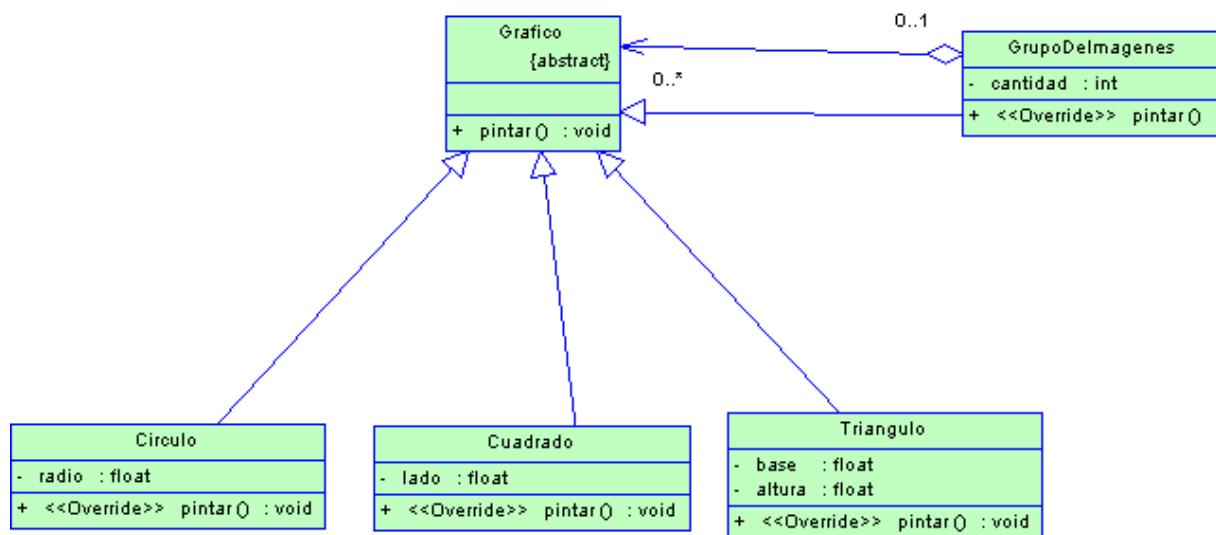 Grafico
{abstract}
+ pintar() : void
0..1
0..*
GrupoDeImagenes
- cantidad : int
+ <<Override>> pintar()
Circulo
- radio : float
+ <<Override>> pintar() : void
Cuadrado
- lado : float
+ <<Override>> pintar() : void
Triangulo
- base : float
- altura : float
+ <<Override>> pintar() : void